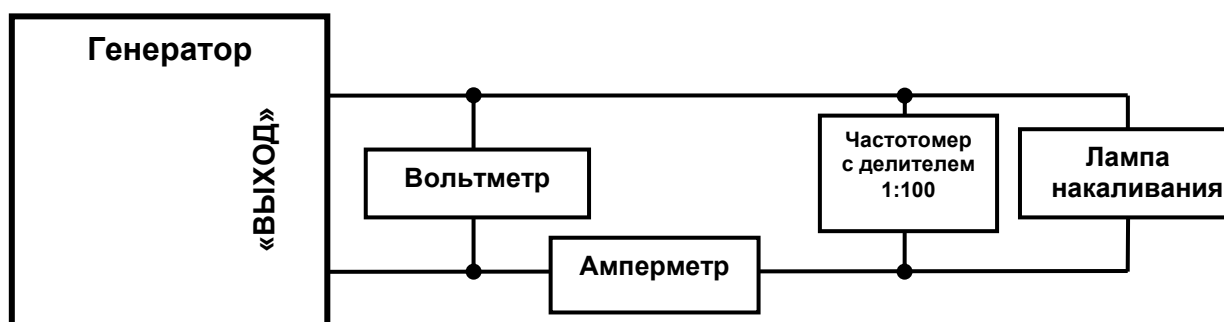 Генератор
«ВЫХОД»
Вольтметр
Амперметр
Частотомер
с делителем
1:100
Лампа
накаливания